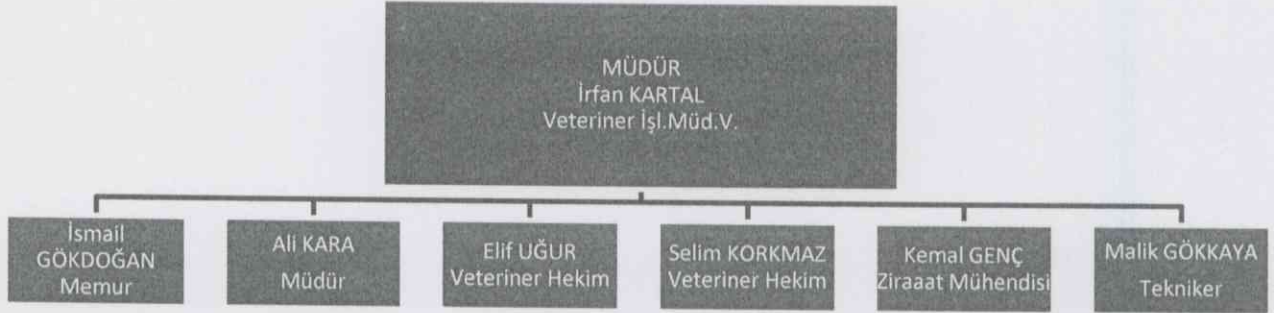 MÜDÜR
İrfan KARTAL
Veteriner İşl.Müd.V.
İsmail
GÖKDOĞAN
Memur
Ali KARA
Müdür
Elif UĞUR
Veteriner Hekim
Selim KORKMAZ
Veteriner Hekim
Kemal GENÇ
Ziraaat Mühendisi
Malik GÖKKAYA
Tekniker